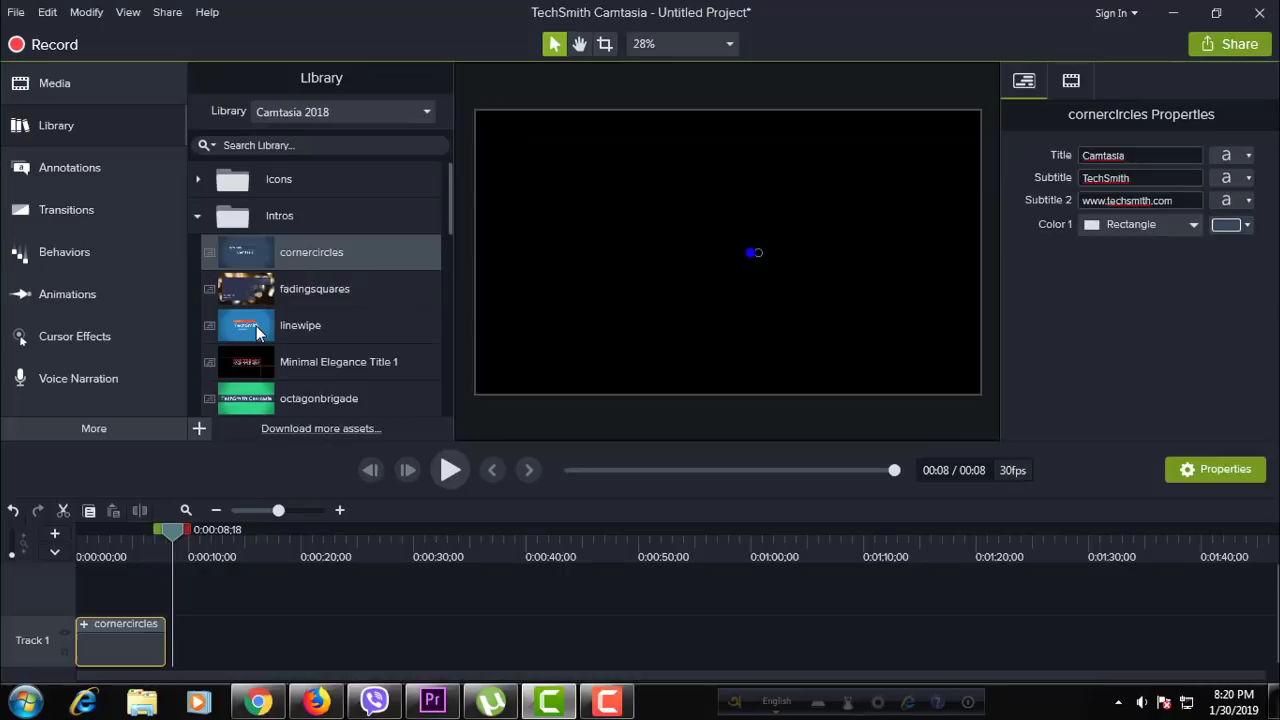 File Edit Modify View Share Help
TechSmith Camtasia - Untitled Project*
Sign In
Record
28%
Share
Media
Library
Annotations
Transitions
Behaviors
Animations
Cursor Effects
Voice Narration
More
Library
Library Camtasia 2018
Search Library...
Icons
Intros
cornercircles
fadingsquares
linewipe
Minimal Elegance Title 1
octagonbrigade
Download more assets...
cornercircles Properties
Title Camtasia a
Subtitle TechSmith a
Subtitle 2 www.techsmith.com a
Color 1 Rectangle
00:08 / 00:08 30fps
Properties
0:00:08;18
0:00:00;00 0:00:10;00 0:00:20;00 0:00:30;00 0:00:40;00 0:00:50;00 0:01:00;00 0:01:10;00 0:01:20;00 0:01:30;00 0:01:40;00
cornercircles
Track 1
Pr
English
8:20 PM
1/30/2019